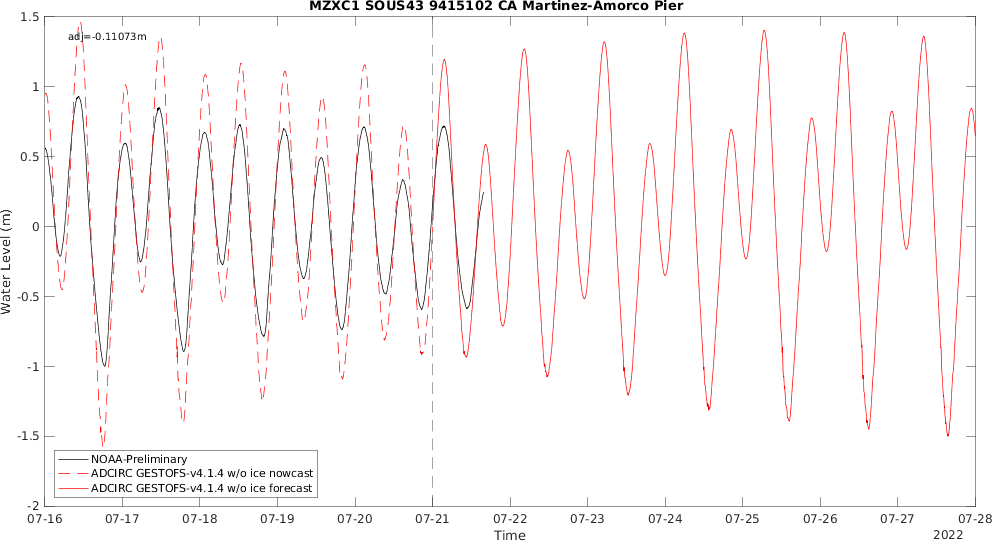 MZXC1 SOUS43 9415102 CA Martinez-Amorco Pier
adj=-0.11073m
1.5
1
0.5
0
-0.5
-1
-1.5
-2
Water Level (m)
NOAA-Preliminary
ADCIRC GESTOFS-v4.1.4 w/o ice nowcast
ADCIRC GESTOFS-v4.1.4 w/o ice forecast
07-16 07-17 07-18 07-19 07-20 07-21 07-22 07-23 07-24 07-25 07-26 07-27 07-28
Time
2022